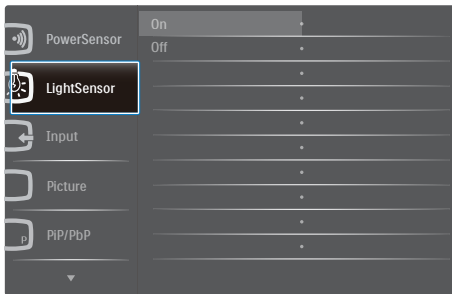 PowerSensor
LightSensor
Input
Picture
P
PiP/PbP
On
Off